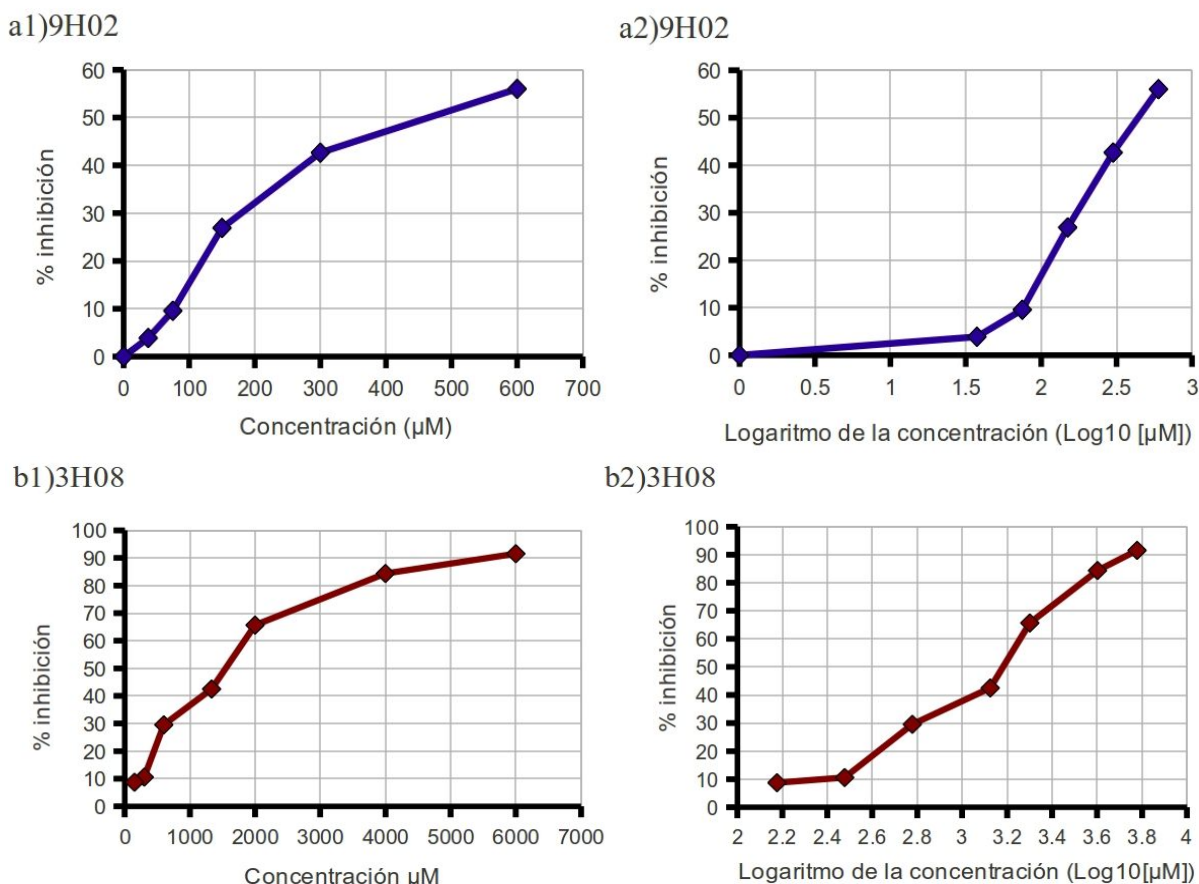 a1)9H02
60
50
40
30
20
10
0
% inhibición
0 100 200 300 400 500 600 700
Concentración (µM)
a2)9H02
60
50
40
30
20
10
0
% inhibición
0 0.5 1 1.5 2 2.5 3
Logaritmo de la concentración (Log10 [µM])
b1)3H08
100
90
80
70
60
50
40
30
20
10
0
% inhibición
0 1000 2000 3000 4000 5000 6000 7000
Concentración µM
b2)3H08
100
90
80
70
60
50
40
30
20
10
0
% inhibición
2 2.2 2.4 2.6 2.8 3 3.2 3.4 3.6 3.8 4
Logaritmo de la concentración (Log10[µM])